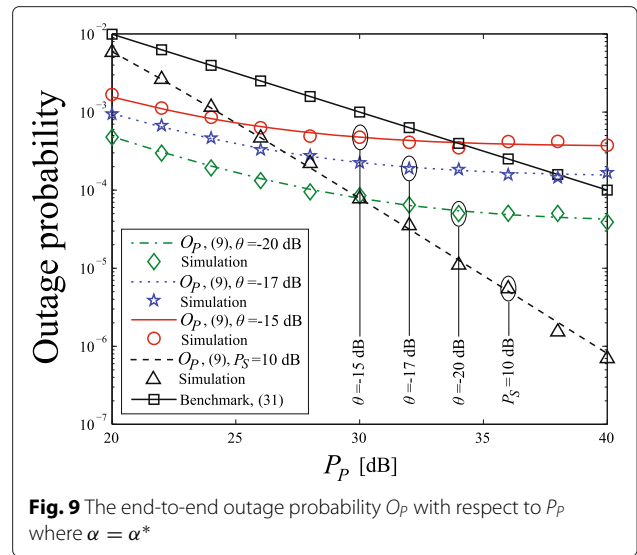 Outage probability
10⁻²
10⁻³
10⁻⁴
10⁻⁵
10⁻⁶
10⁻⁷
O_P, (9), θ=-20 dB
Simulation
O_P, (9), θ=-17 dB
Simulation
O_P, (9), θ=-15 dB
Simulation
O_P, (9), P_S=10 dB
Simulation
Benchmark, (31)
θ=-15 dB
θ=-17 dB
θ=-20 dB
P_S=10 dB
20 25 30 35 40
P_P [dB]
Fig. 9 The end-to-end outage probability O_P with respect to P_P
where α = α*